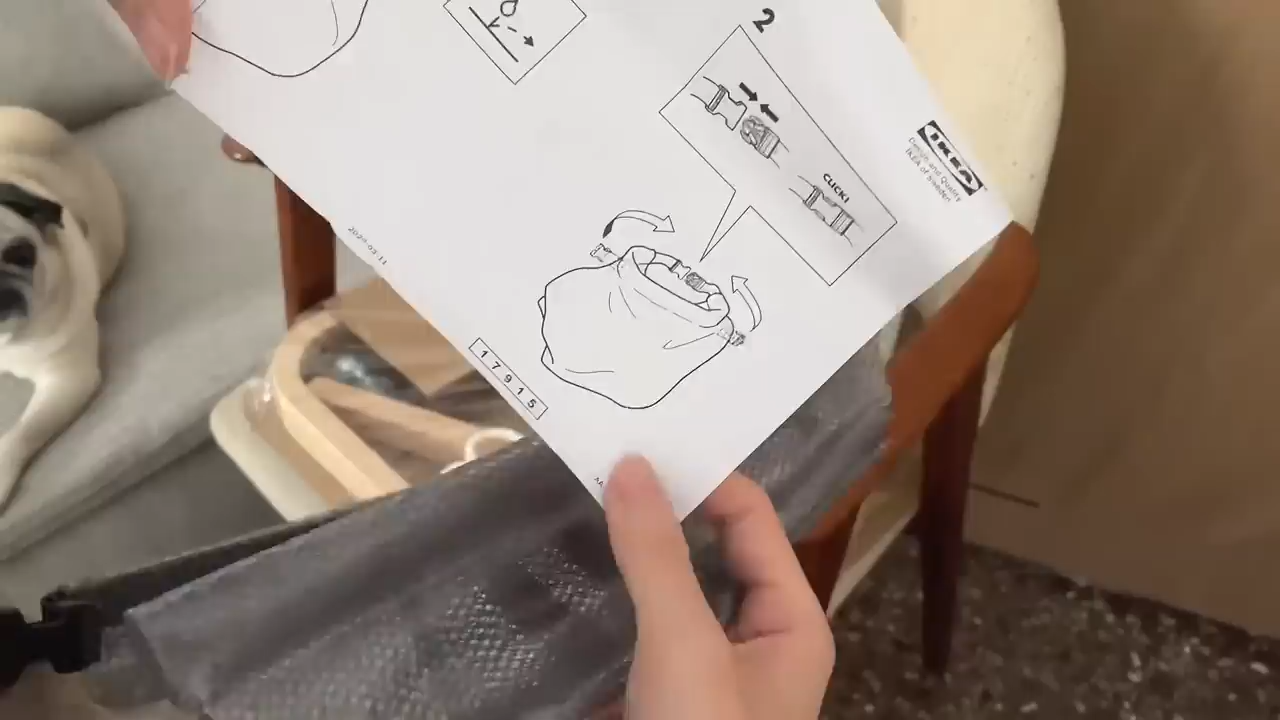 2
CLICK!
IKEA
Design and Quality
IKEA of Sweden
17915